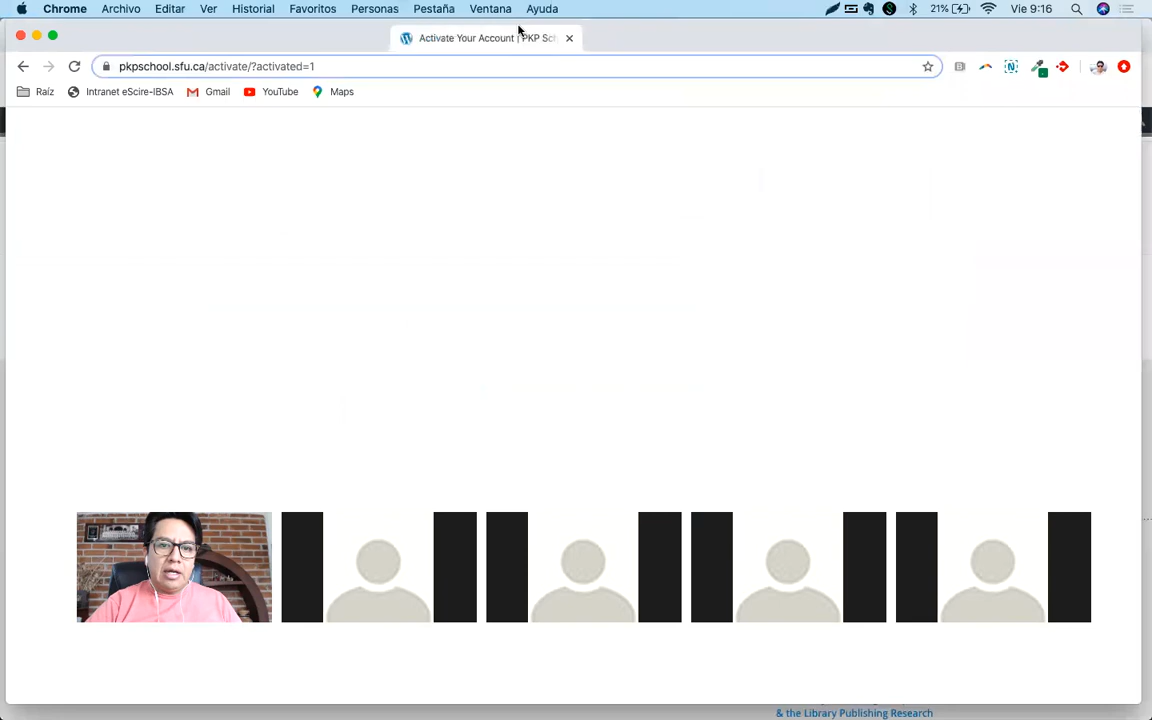 Chrome Archivo Editar Ver Historial Favoritos Personas Pestaña Ventana Ayuda 21% Vie 9:16
Activate Your Account | PKP Sch
pkpschool.sfu.ca/activate/?activated=1
Raíz Intranet eScire-IBSA Gmail YouTube Maps
& the Library Publishing Research